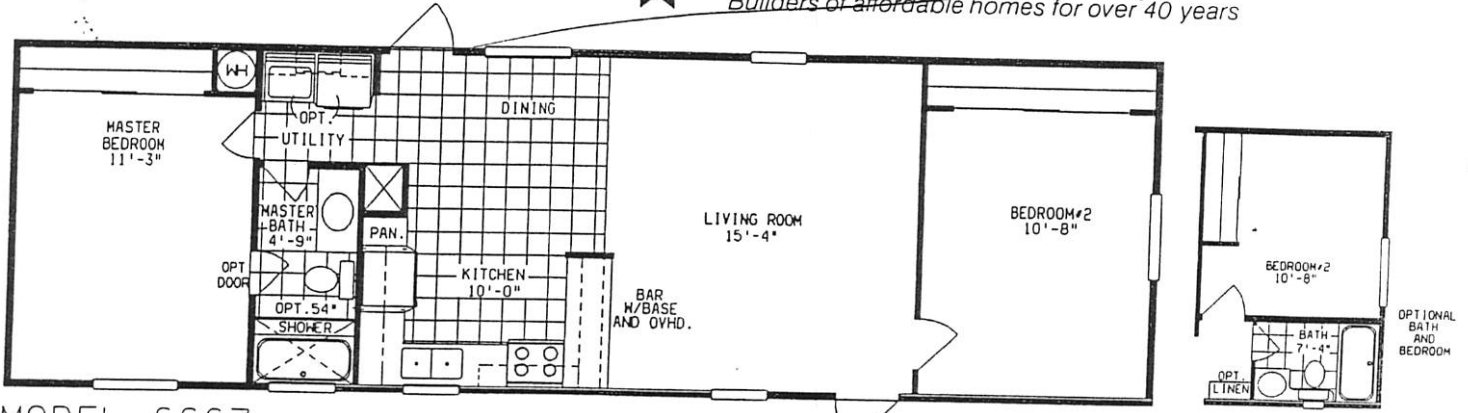 Builders of affordable homes for over 40 years
WH
MASTER
BEDROOM
11'-3"
OPT.
UTILITY
DINING
MASTER
BATH
4'-9"
PAN.
OPT
DOOR
OPT.54"
SHOWER
KITCHEN
10'-0"
BAR
W/BASE
AND OVHD.
LIVING ROOM
15'-4"
BEDROOM#2
10'-8"
BEDROOM#2
10'-8"
BATH
7'-4"
OPT.
LINEN
OPTIONAL
BATH
AND
BEDROOM